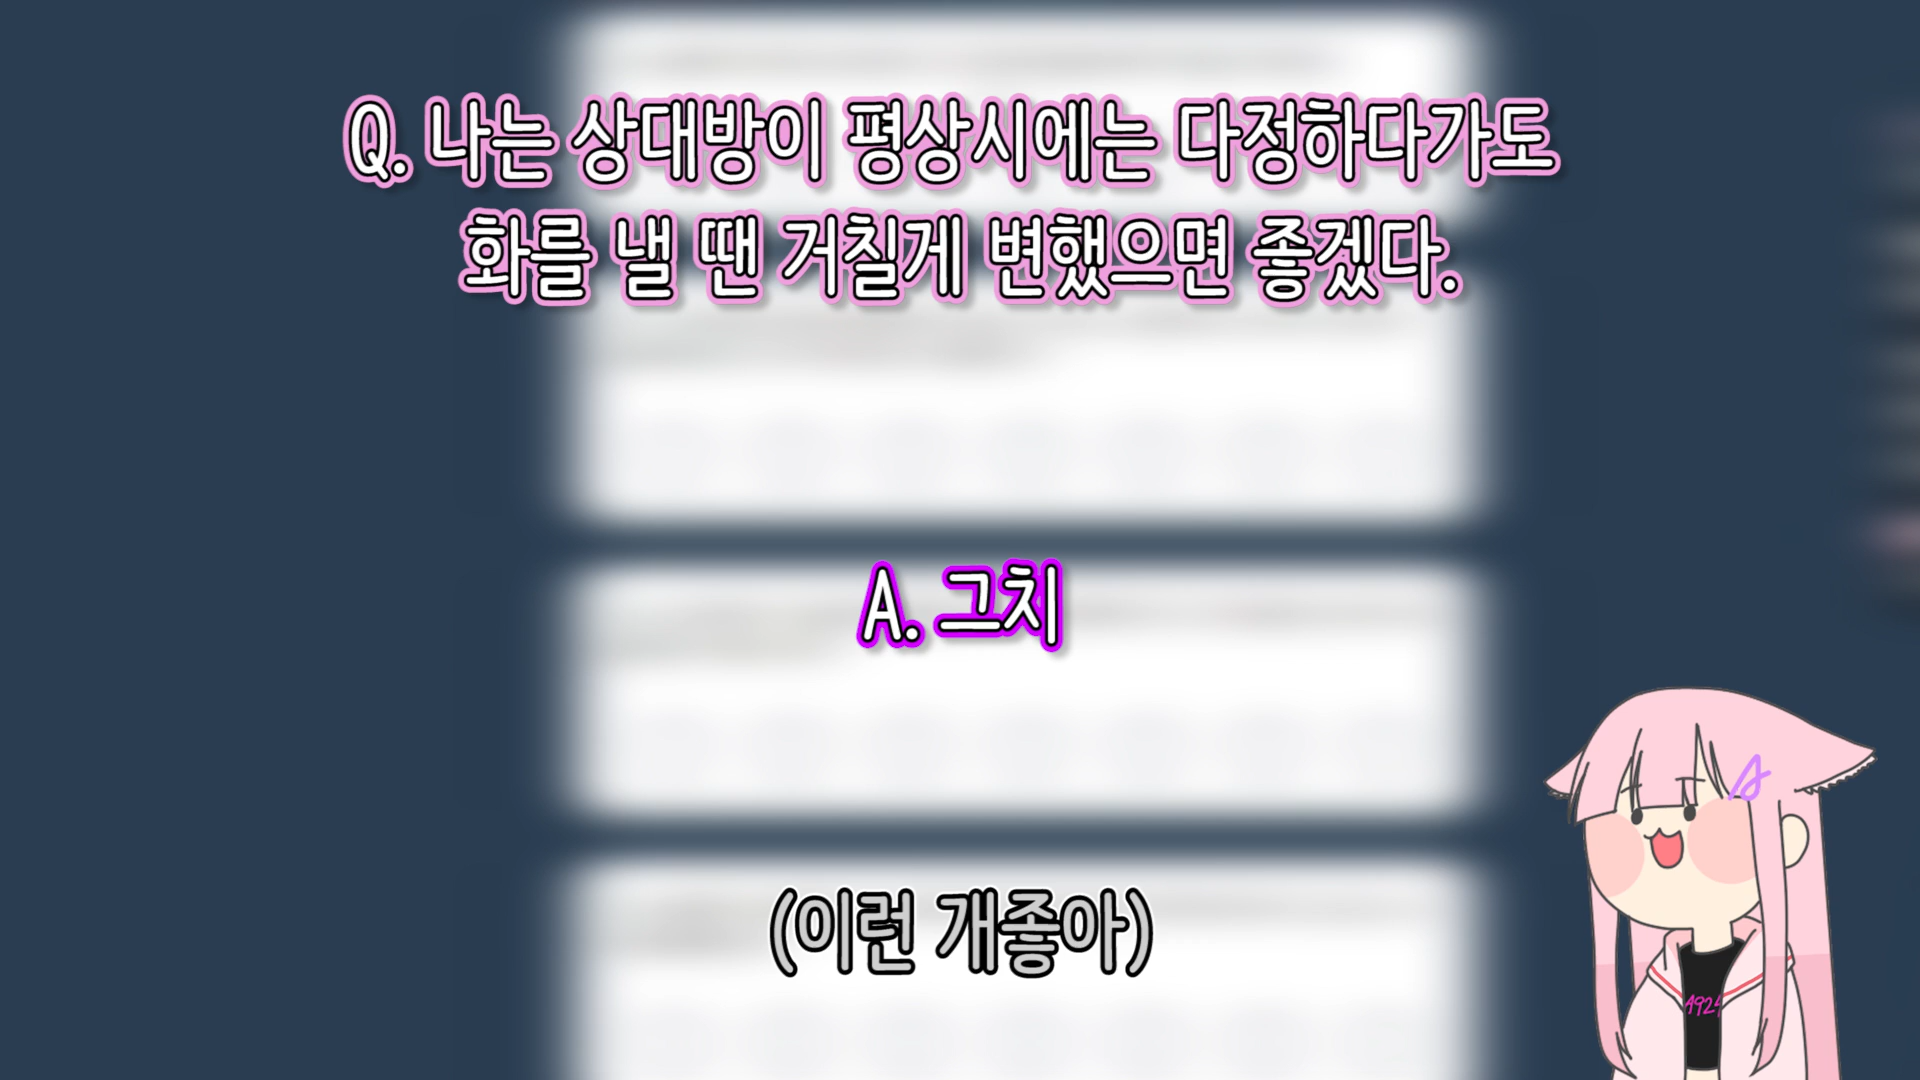 Q. 나는 상대방이 평상시에는 다정하다가도
화를 낼 땐 거칠게 변했으면 좋겠다.
A. 그치
(이런 개좋아)